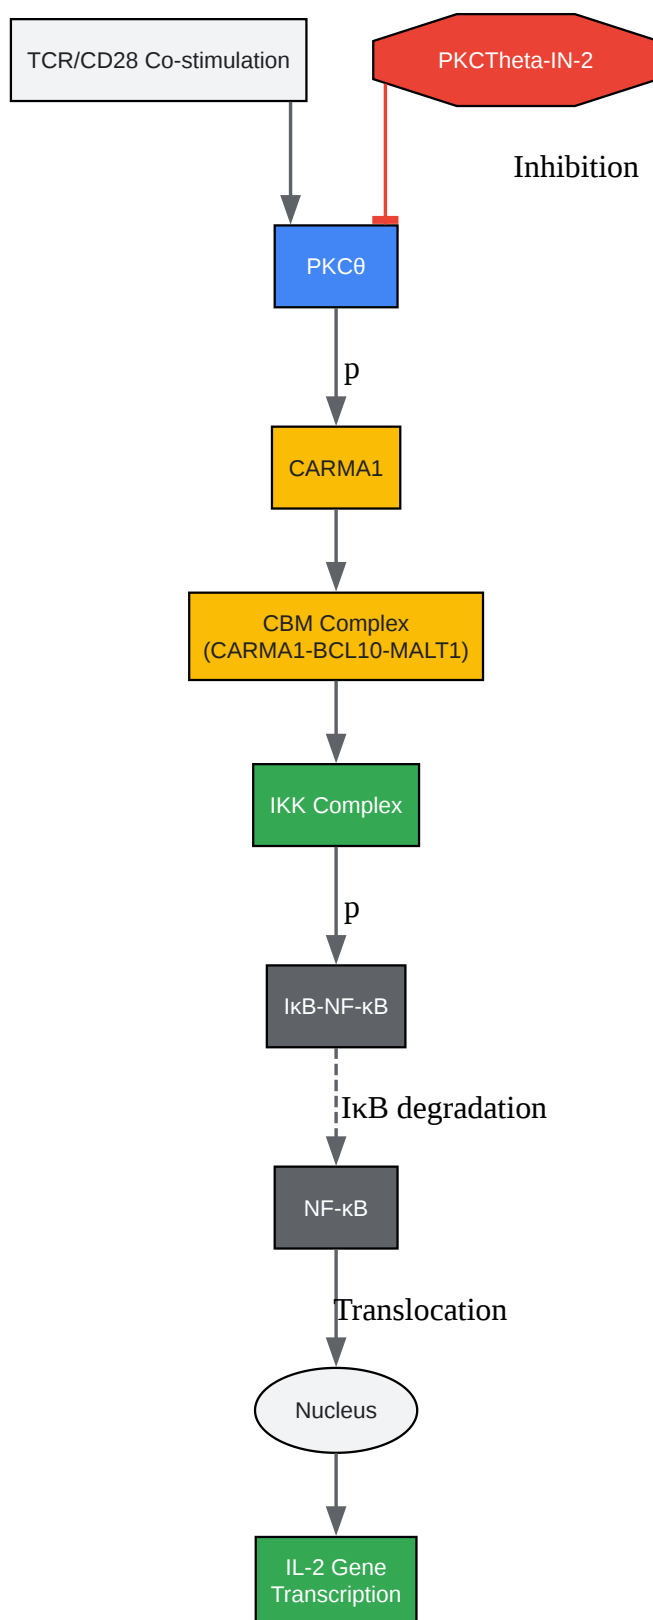 TCR/CD28 Co-stimulation
PKCTheta-IN-2
Inhibition
PKCθ
p
CARMA1
CBM Complex
(CARMA1-BCL10-MALT1)
IKK Complex
p
IκB-NF-κB
IκB degradation
NF-κB
Translocation
Nucleus
IL-2 Gene
Transcription